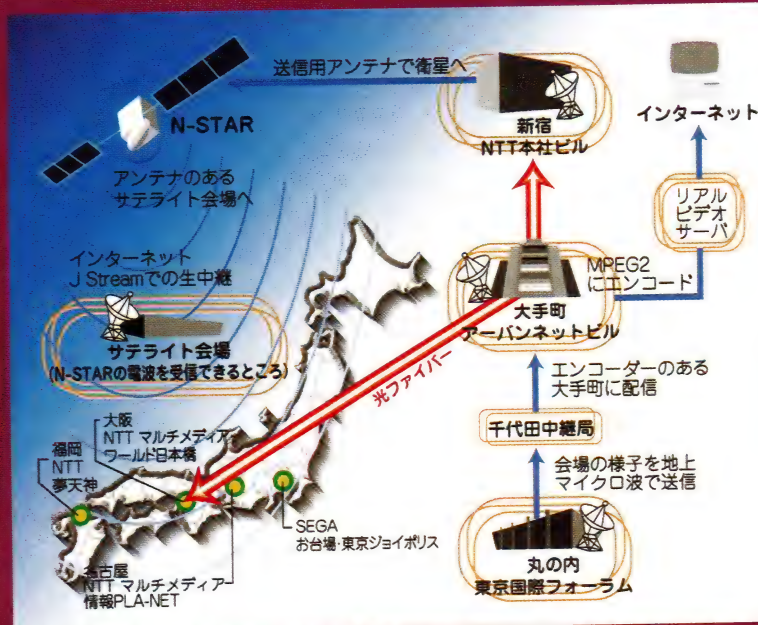 送信用アンテナで衛星へ
N-STAR
新宿
NTT本社ビル
インターネット
アンテナのある
サテライト会場へ
リアル
ビデオ
サーバ
インターネット
J Streamでの生中継
MPEG2
にエンコード
大手町
アーバンネットビル
サテライト会場
(N-STARの電波を受信できるところ)
光ファイバー
エンコーダーのある
大手町に配信
大阪
NTT マルチメディア
ワールド日本橋
福岡
NTT
夢天神
千代田中継局
会場の様子を地上
マイクロ波で送信
SEGA
お台場・東京ジョイポリス
名古屋
NTT マルチメディア
情報PLA-NET
丸の内
東京国際フォーラム